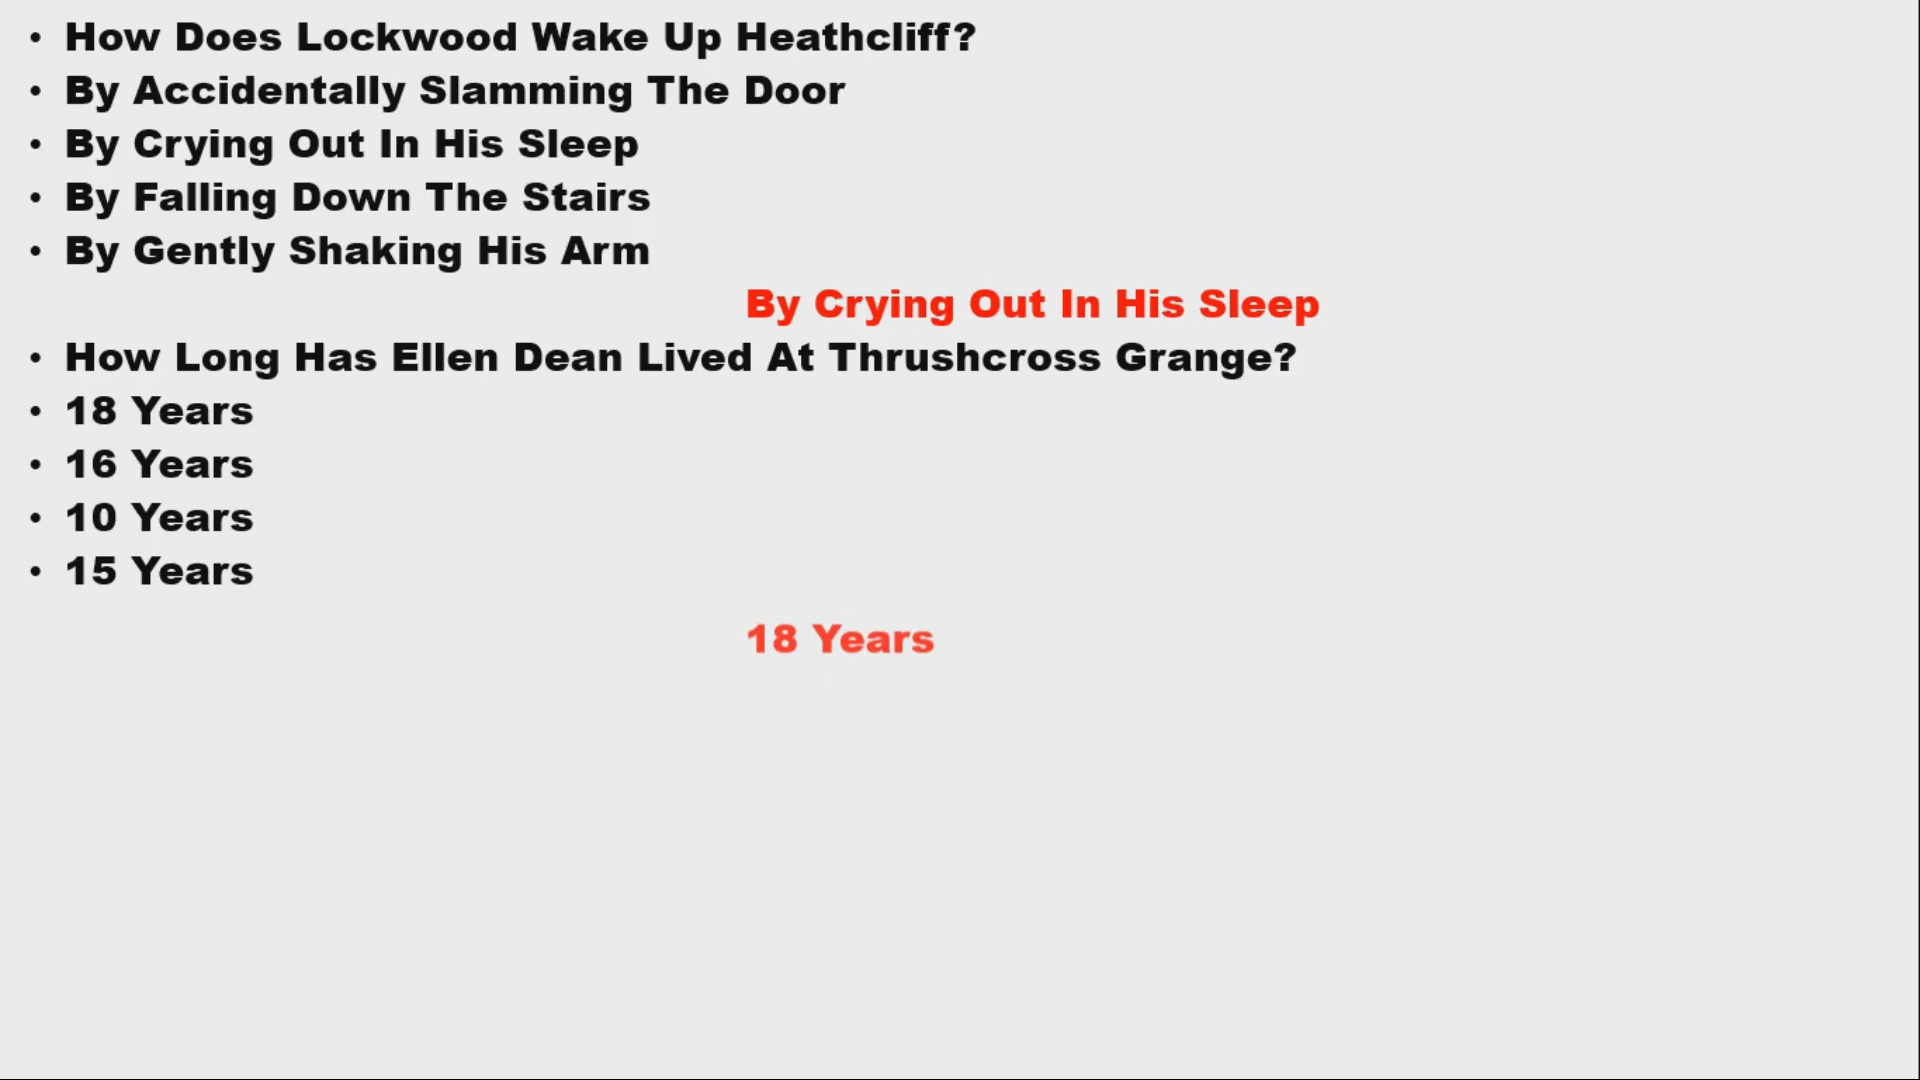 • How Does Lockwood Wake Up Heathcliff?
• By Accidentally Slamming The Door
• By Crying Out In His Sleep
• By Falling Down The Stairs
• By Gently Shaking His Arm
By Crying Out In His Sleep
• How Long Has Ellen Dean Lived At Thrushcross Grange?
• 18 Years
• 16 Years
• 10 Years
• 15 Years
18 Years